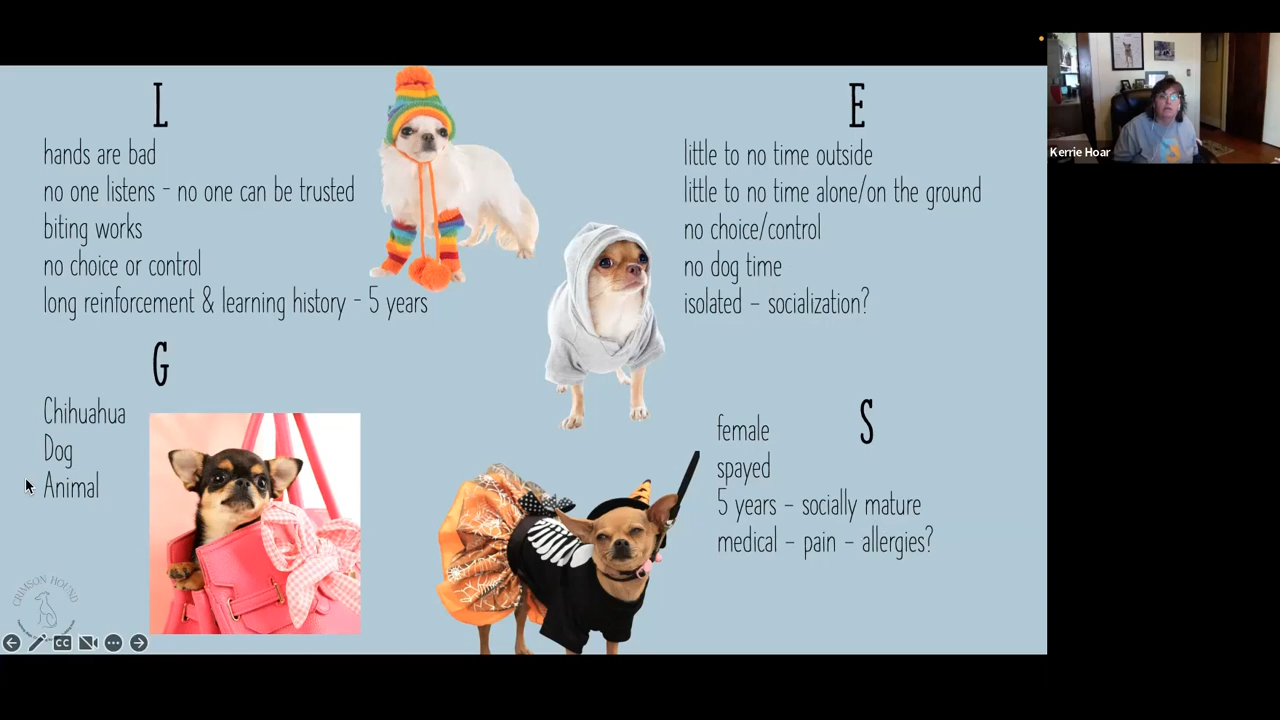 L
hands are bad
no one listens - no one can be trusted
biting works
no choice or control
long reinforcement & learning history - 5 years
E
little to no time outside
little to no time alone/on the ground
no choice/control
no dog time
isolated – socialization?
G
Chihuahua
Dog
Animal
S
female
spayed
5 years – socially mature
medical – pain – allergies?
CRIMSON HOUND
CC
Kerrie Hoar